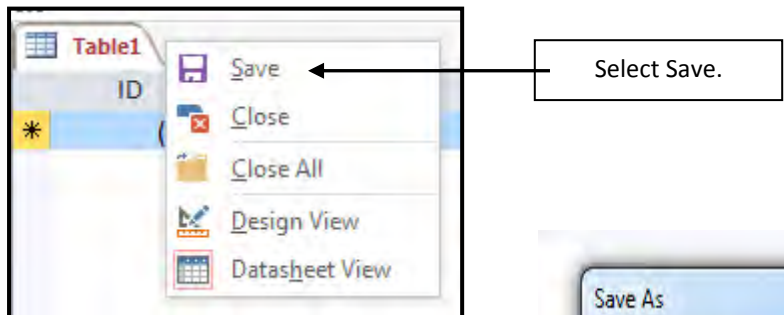 Table1
ID
*
(
Save
Close
Close All
Design View
Datasheet View
Select Save.
Save As